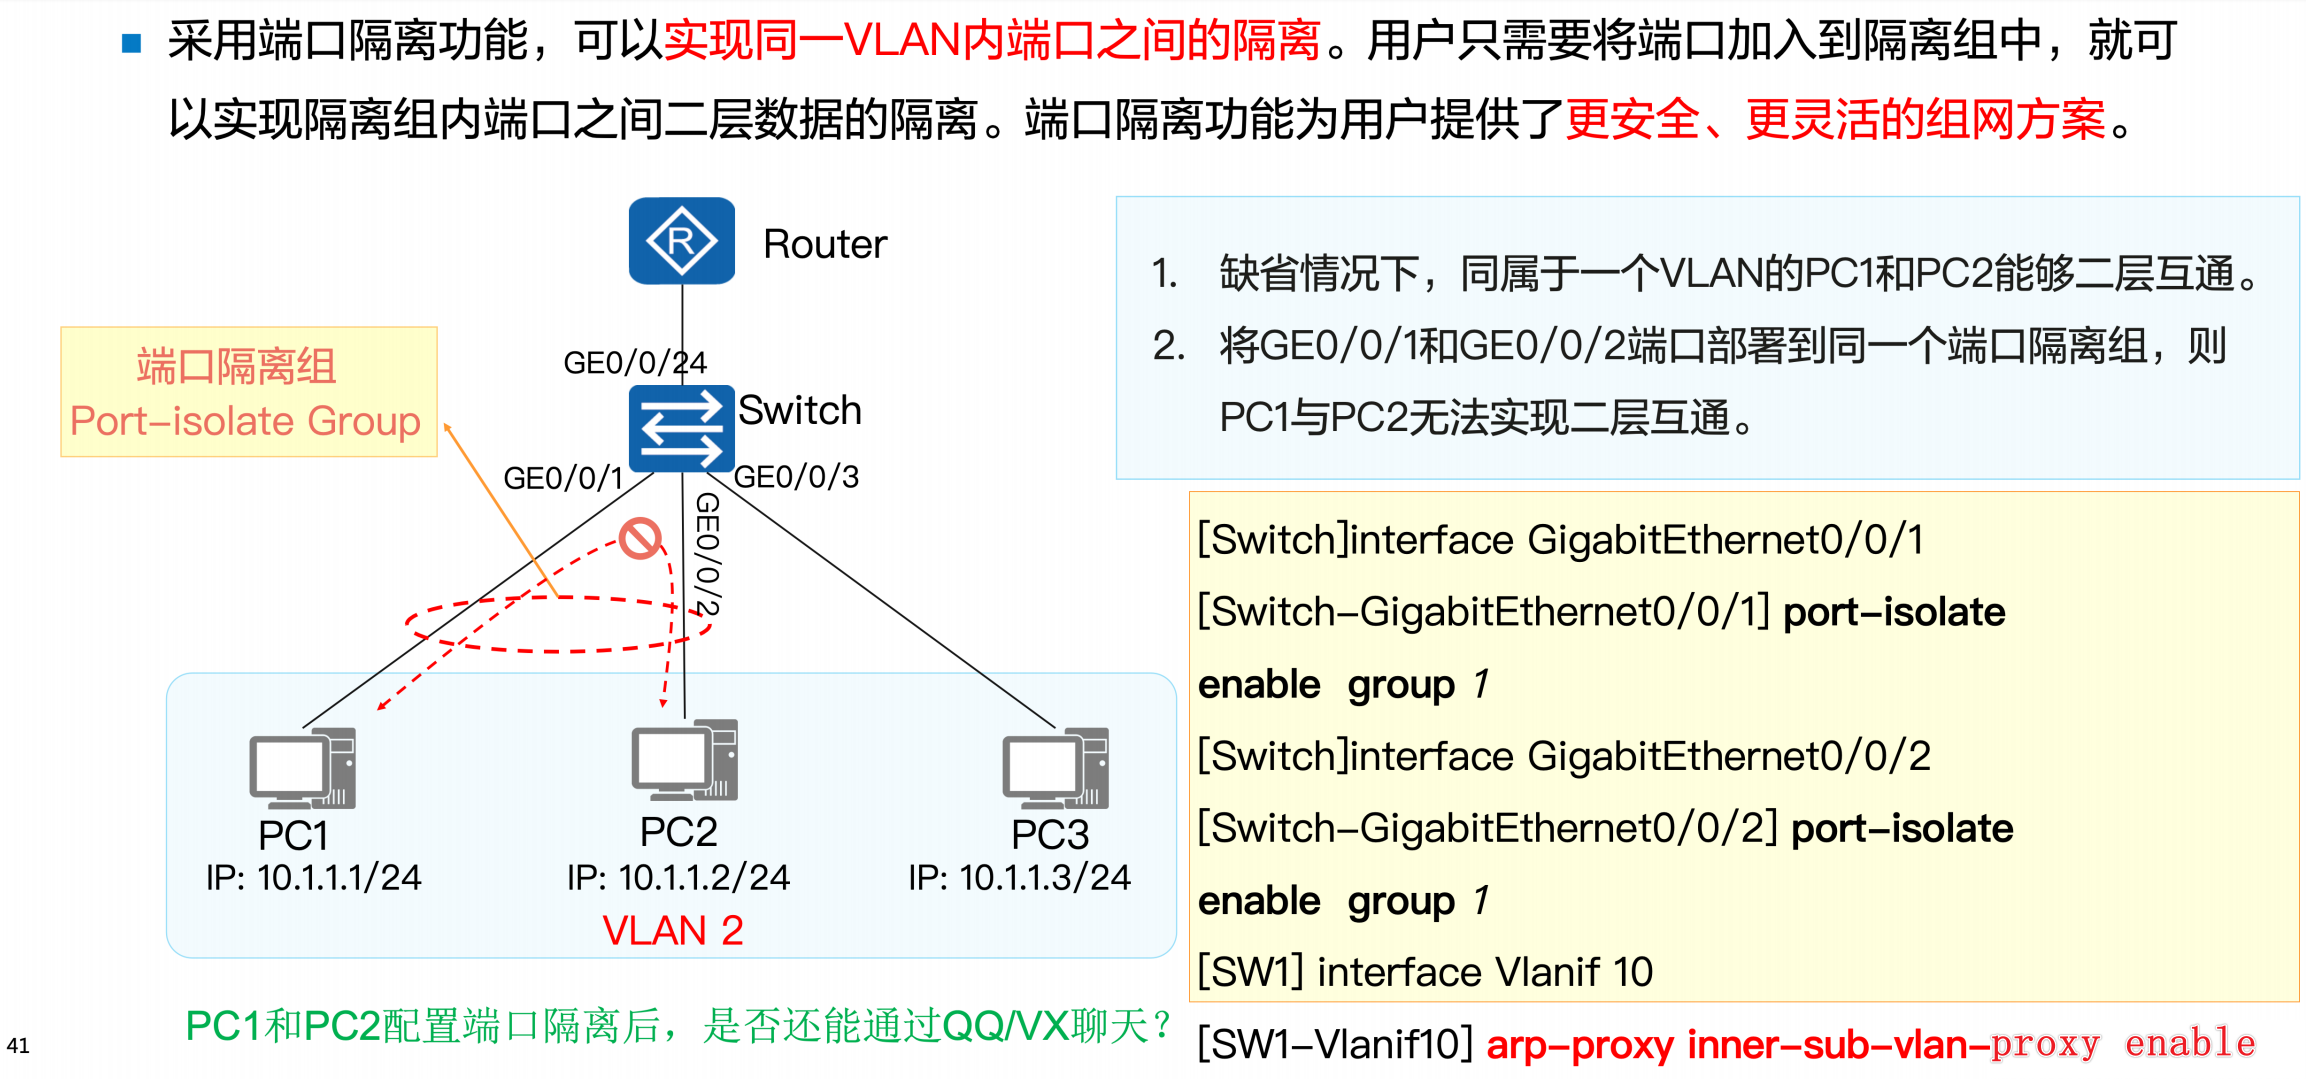 采用端口隔离功能，可以实现同一VLAN内端口之间的隔离。用户只需要将端口加入到隔离组中，就可
以实现隔离组内端口之间二层数据的隔离。端口隔离功能为用户提供了更安全、更灵活的组网方案。
Router
GE0/0/24
端口隔离组
Port-isolate Group
Switch
GE0/0/1
GE0/0/3
GE0/0/2
PC1
IP: 10.1.1.1/24
PC2
IP: 10.1.1.2/24
PC3
IP: 10.1.1.3/24
VLAN 2
PC1和PC2配置端口隔离后，是否还能通过QQ/VX聊天？
1. 缺省情况下，同属于一个VLAN的PC1和PC2能够二层互通。
2. 将GE0/0/1和GE0/0/2端口部署到同一个端口隔离组，则
PC1与PC2无法实现二层互通。
[Switch]interface GigabitEthernet0/0/1
[Switch-GigabitEthernet0/0/1] port-isolate
enable group 1
[Switch]interface GigabitEthernet0/0/2
[Switch-GigabitEthernet0/0/2] port-isolate
enable group 1
[SW1] interface Vlanif 10
[SW1-Vlanif10] arp-proxy inner-sub-vlan-proxy enable
41